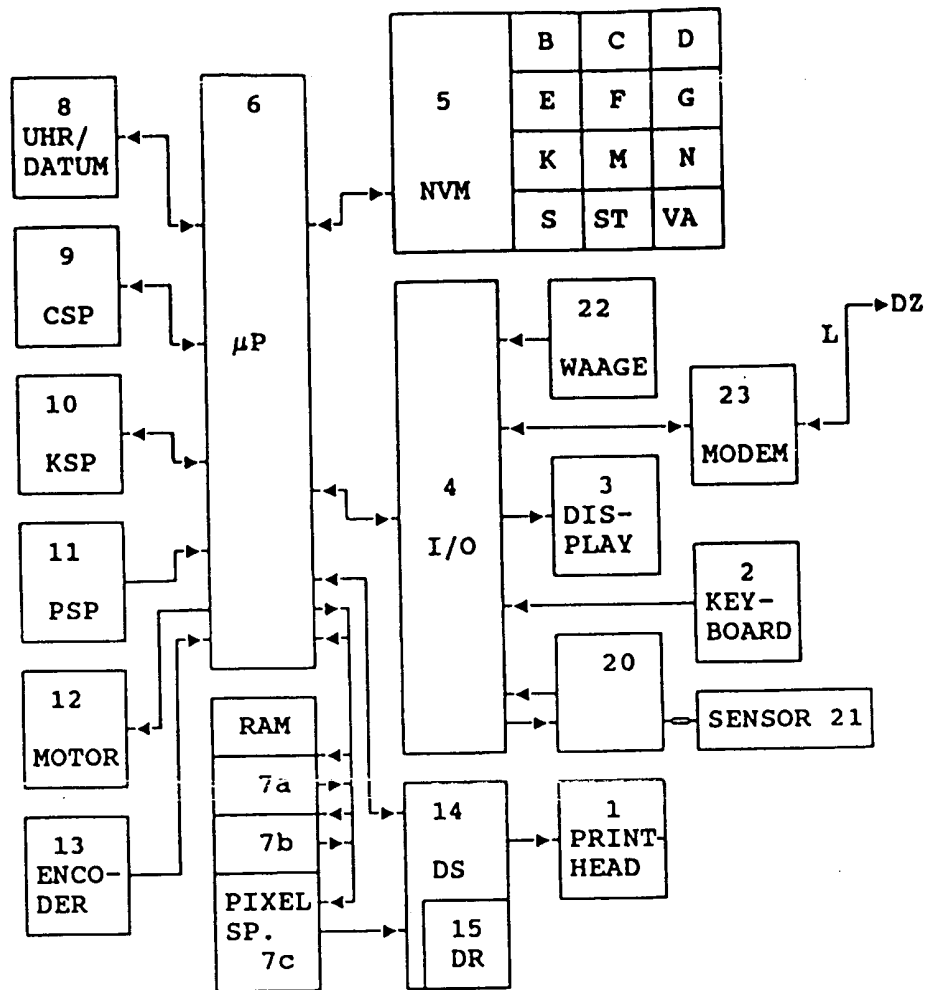 8
UHR/
DATUM
9
CSP
10
KSP
11
PSP
12
MOTOR
13
ENCO-
DER
6
μP
RAM
7a
7b
PIXEL
SP.
7c
5
NVM
B C D
E F G
K M N
S ST VA
4
I/O
22
WAAGE
L
DZ
23
MODEM
3
DIS-
PLAY
2
KEY-
BOARD
20
SENSOR 21
14
DS
15
DR
1
PRINT-
HEAD